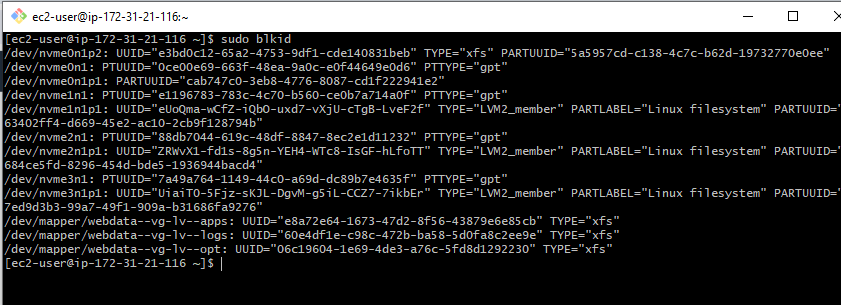 ec2-user@ip-172-31-21-116:~
[ec2-user@ip-172-31-21-116 ~]$ sudo blkid
/dev/nvme0n1p2: UUID="e3bd0c12-65a2-4753-9df1-cde140831beb" TYPE="xfs" PARTUUID="5a5957cd-c138-4c7c-b62d-19732770e0ee"
/dev/nvme0n1: PTUUID="0ce00e69-663f-48ea-9a0c-e0f44649e0d6" PTTYPE="gpt"
/dev/nvme0n1p1: PARTUUID="cab747c0-3eb8-4776-8087-cd1f222941e2"
/dev/nvme1n1: PTUUID="e1196783-783c-4c70-b560-ce0b7a714a0f" PTTYPE="gpt"
/dev/nvme1n1p1: UUID="eUoQma-wCfZ-iQbO-uxd7-vXjU-cTgB-LveF2f" TYPE="LVM2_member" PARTLABEL="Linux filesystem" PARTUUID="
63402ff4-d669-45e2-ac10-2cb9f128794b"
/dev/nvme2n1: PTUUID="88db7044-619c-48df-8847-8ec2e1d11232" PTTYPE="gpt"
/dev/nvme2n1p1: UUID="ZRWvX1-fd1s-8g5n-YEH4-WTc8-IsGF-hLfoTT" TYPE="LVM2_member" PARTLABEL="Linux filesystem" PARTUUID="
684ce5fd-8296-454d-bde5-1936944bacd4"
/dev/nvme3n1: PTUUID="7a49a764-1149-44c0-a69d-dc89b7e4635f" PTTYPE="gpt"
/dev/nvme3n1p1: UUID="UiaiTO-5Fjz-sKJL-DgvM-g5iL-CCZ7-7ikbEr" TYPE="LVM2_member" PARTLABEL="Linux filesystem" PARTUUID="
7ed9d3b3-99a7-49f1-909a-b31686fa9276"
/dev/mapper/webdata--vg-lv--apps: UUID="e8a72e64-1673-47d2-8f56-43879e6e85cb" TYPE="xfs"
/dev/mapper/webdata--vg-lv--logs: UUID="60e4df1e-c98c-472b-ba58-5d0fa8c2ee9e" TYPE="xfs"
/dev/mapper/webdata--vg-lv--opt: UUID="06c19604-1e69-4de3-a76c-5fd8d1292230" TYPE="xfs"
[ec2-user@ip-172-31-21-116 ~]$